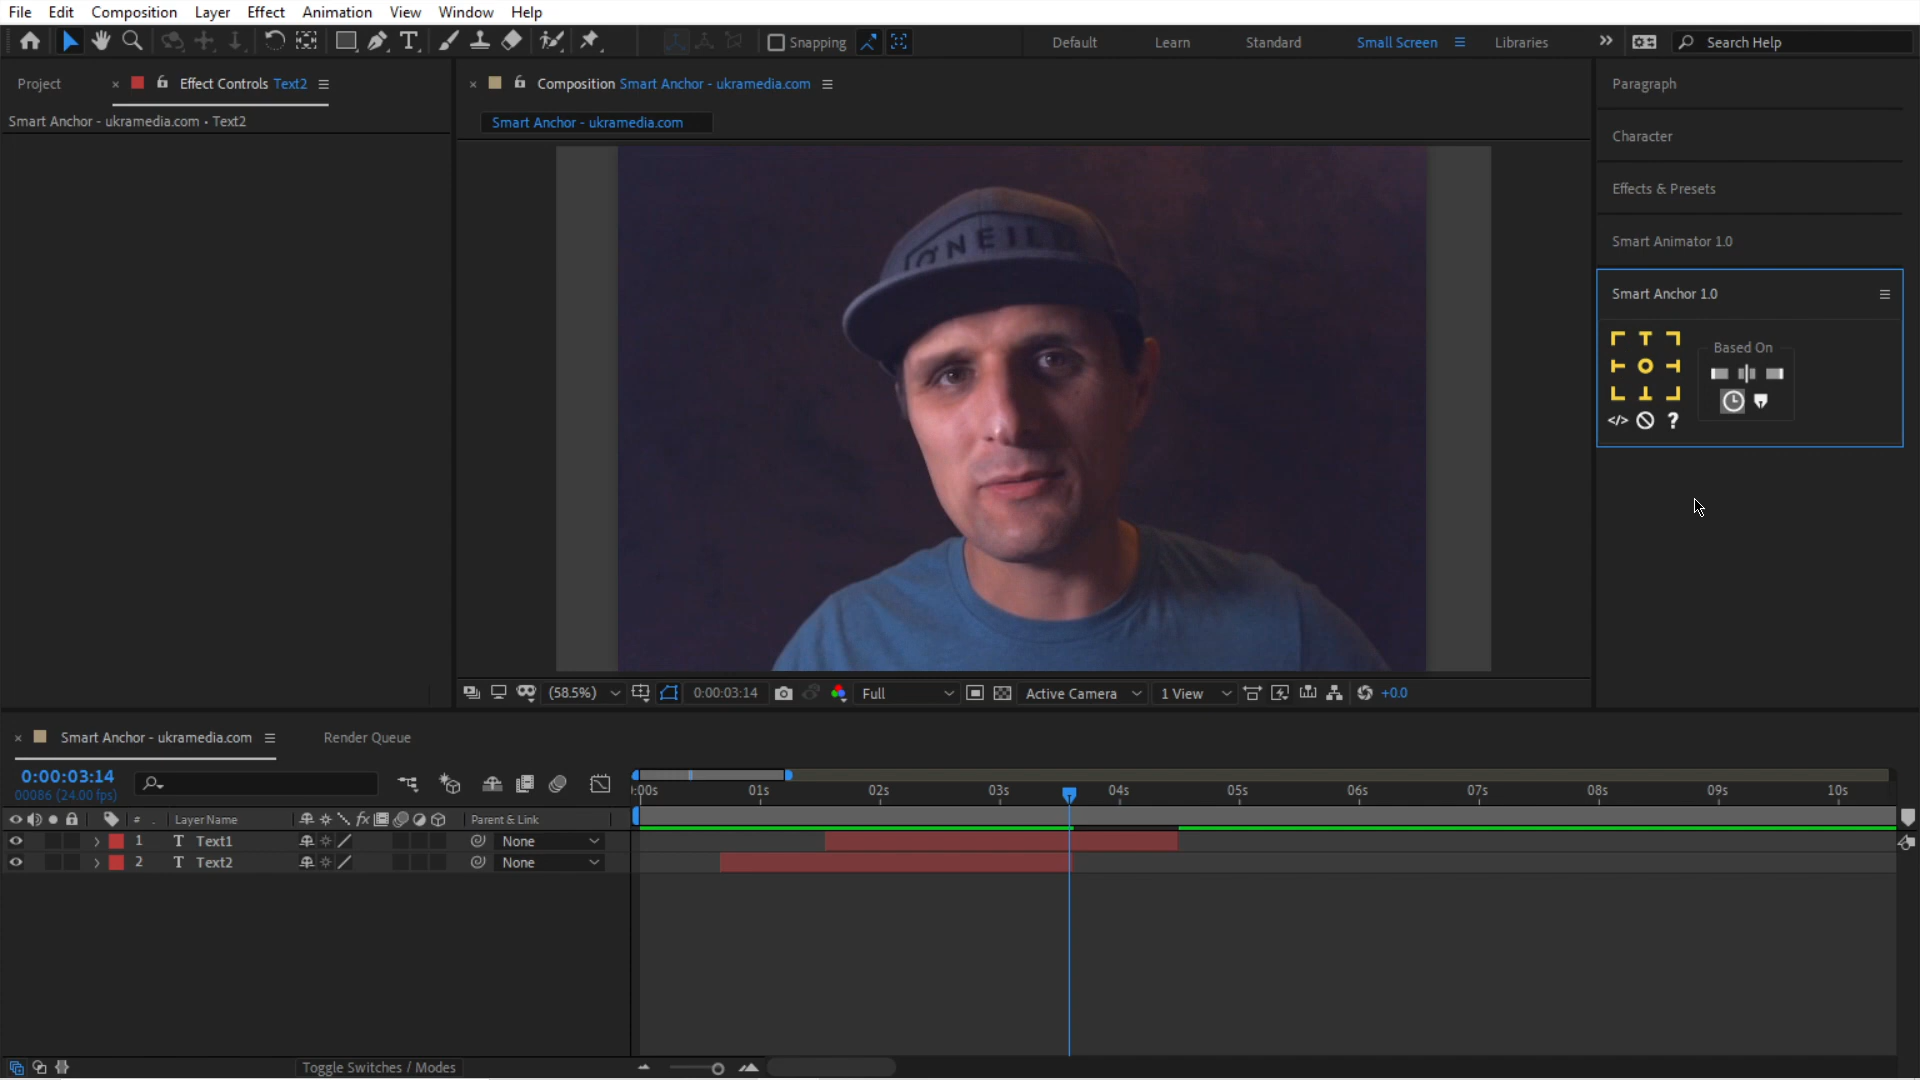 File Edit Composition Layer Effect Animation View Window Help
Snapping Default Learn Standard Small Screen Libraries Search Help
Project Effect Controls Text2 Composition Smart Anchor - ukramedia.com
Smart Anchor - ukramedia.com • Text2
Smart Anchor - ukramedia.com
O'NEILL
Paragraph
Character
Effects & Presets
Smart Animator 1.0
Smart Anchor 1.0
Based On
</> ?
(58.5%) 0:00:03:14 Full Active Camera 1 View +0.0
Smart Anchor - ukramedia.com Render Queue
0:00:03:14
00086 (24.00 fps)
:00s 01s 02s 03s 04s 05s 06s 07s 08s 09s 10s
# Layer Name fx Parent & Link
1 T Text1 None
2 T Text2 None
Toggle Switches / Modes